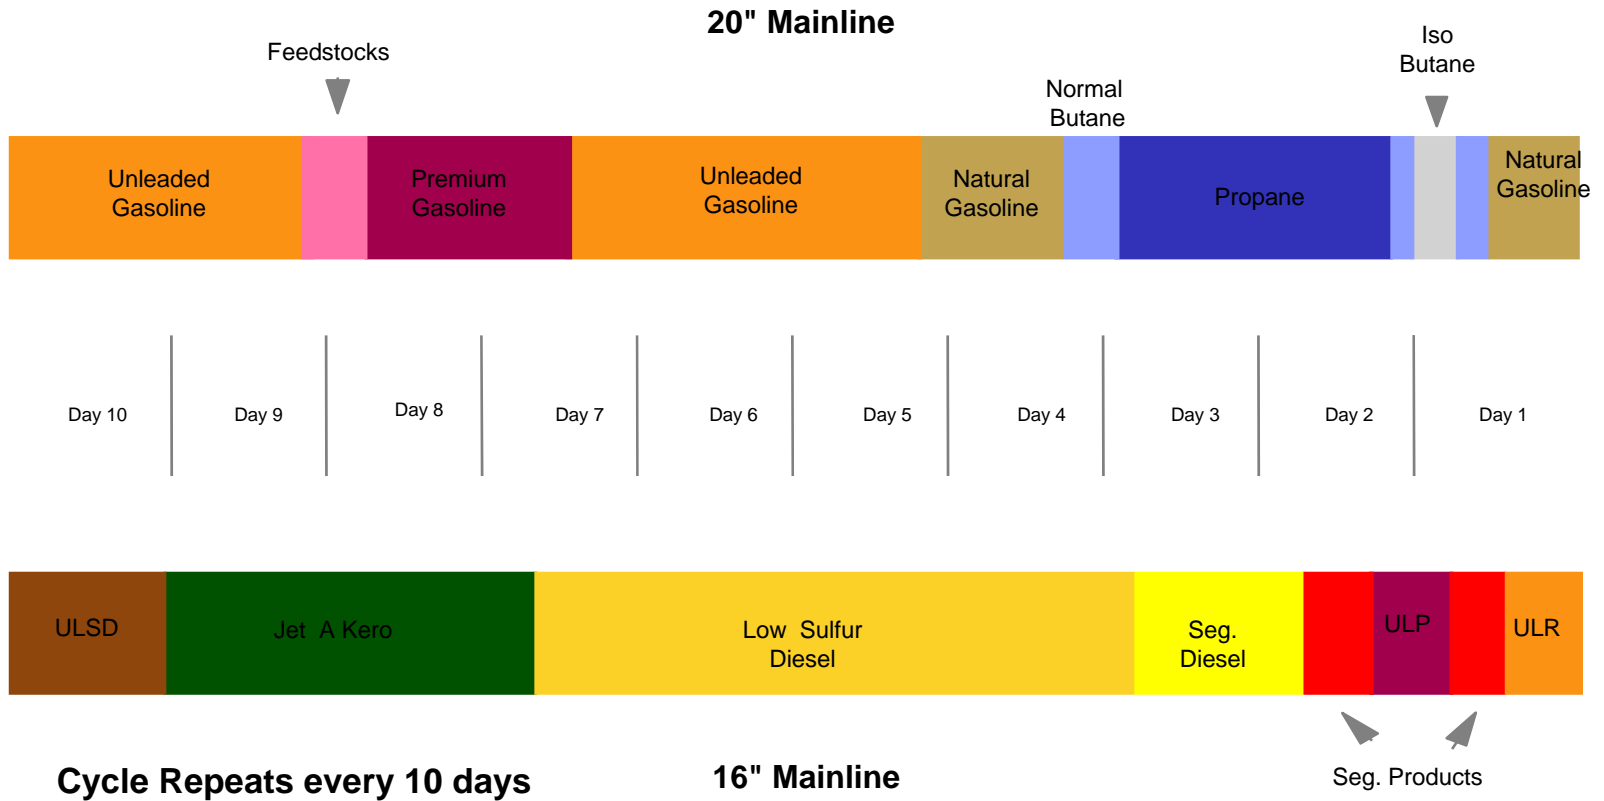 20" Mainline
Feedstocks
Iso
Butane
Normal
Butane
Unleaded
Gasoline
Premium
Gasoline
Unleaded
Gasoline
Natural
Gasoline
Propane
Natural
Gasoline
Day 10
Day 9
Day 8
Day 7
Day 6
Day 5
Day 4
Day 3
Day 2
Day 1
ULSD
Jet A Kero
Low Sulfur
Diesel
Seg.
Diesel
ULP
ULR
Cycle Repeats every 10 days
16" Mainline
Seg. Products